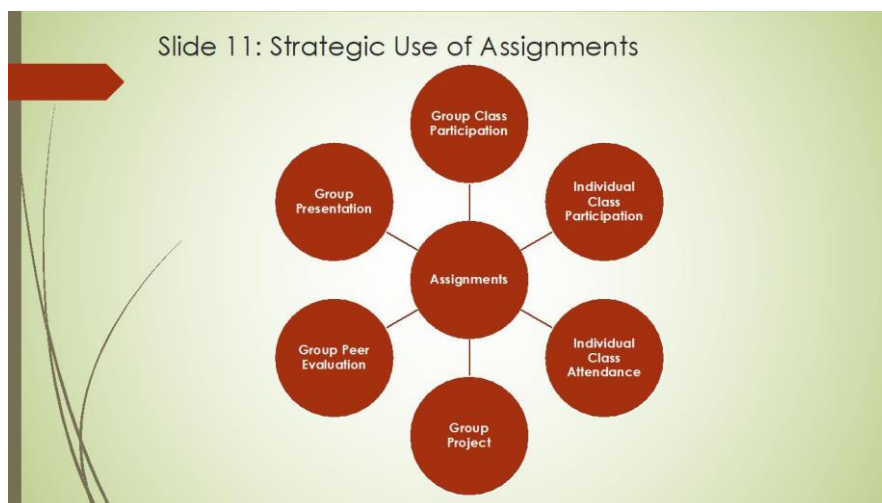 Slide 11: Strategic Use of Assignments
Group Class
Participation
Group
Presentation
Individual
Class
Participation
Assignments
Group Peer
Evaluation
Individual
Class
Attendance
Group
Project